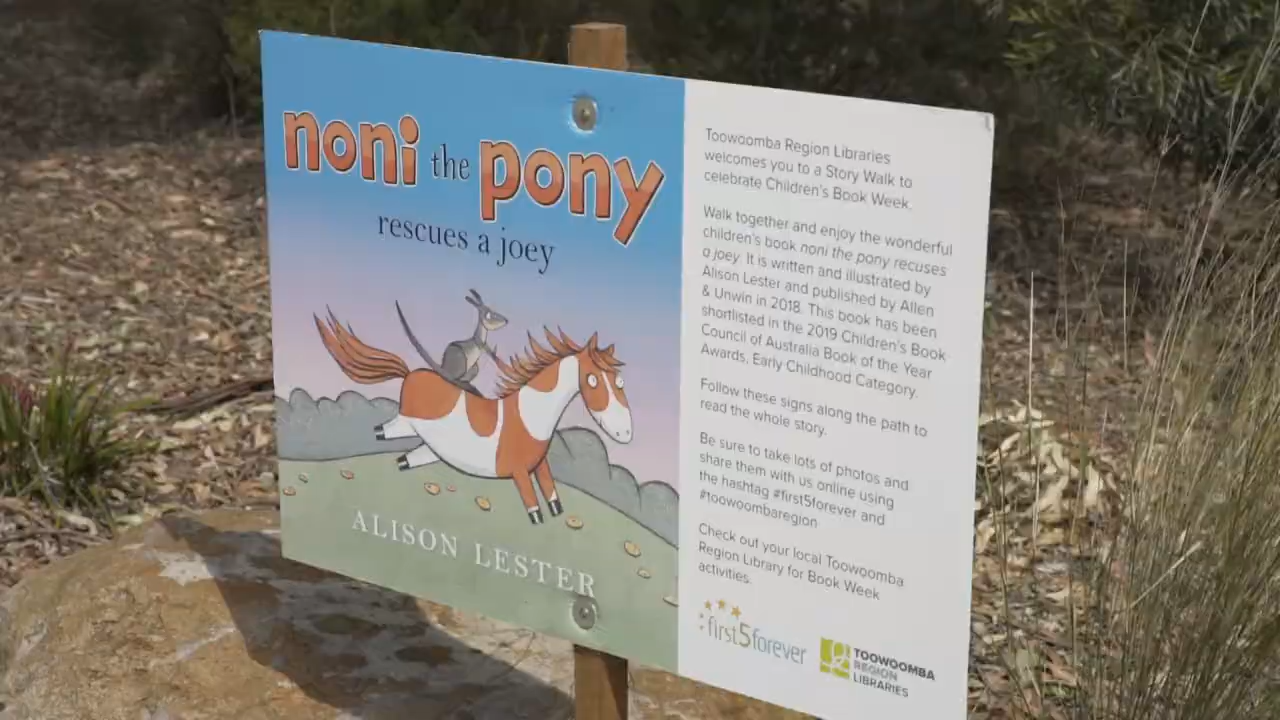 noni the pony
rescues a joey
ALISON LESTER
Toowoomba Region Libraries
welcomes you to a Story Walk to
celebrate Children's Book Week.
Walk together and enjoy the wonderful
children's book noni the pony recuses
a joey. It is written and illustrated by
Alison Lester and published by Allen
& Unwin in 2018. This book has been
shortlisted in the 2019 Children's Book
Council of Australia Book of the Year
Awards, Early Childhood Category.
Follow these signs along the path to
read the whole story.
Be sure to take lots of photos and
share them with us online using
the hashtag #first5forever and
#toowoombaregion
Check out your local Toowoomba
Region Library for Book Week
activities.
first5forever
TOOWOOMBA
REGION
LIBRARIES